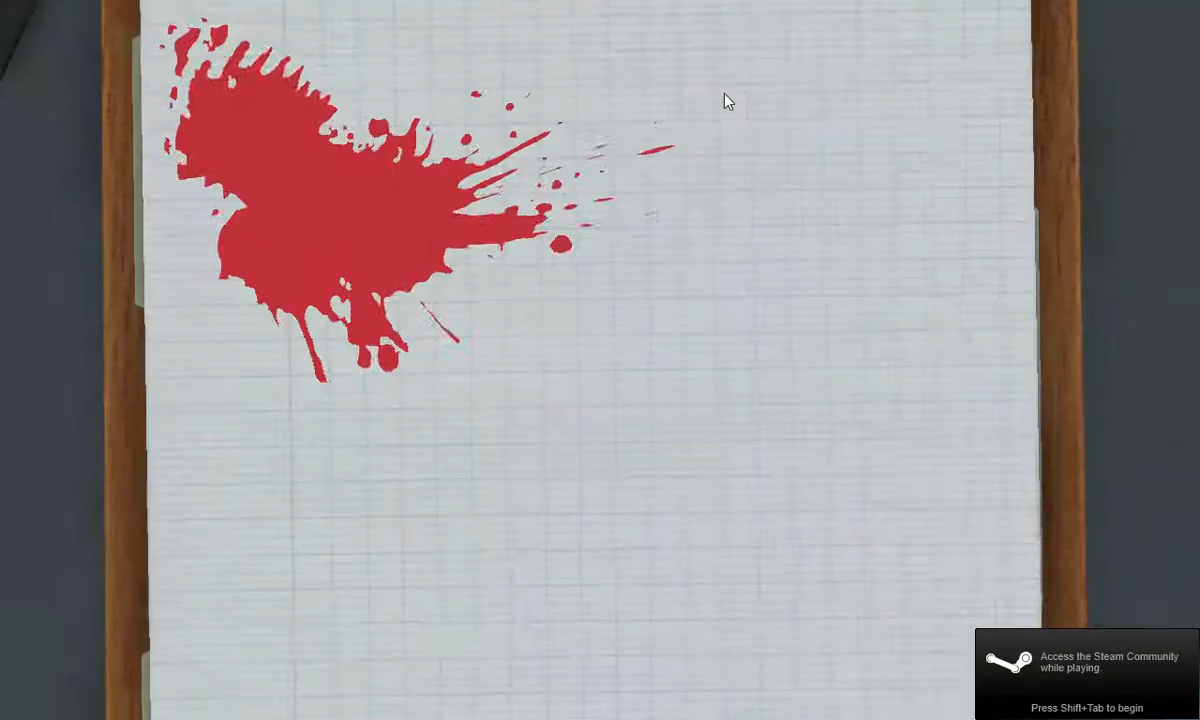 Access the Steam Community
while playing.
Press Shift+Tab to begin